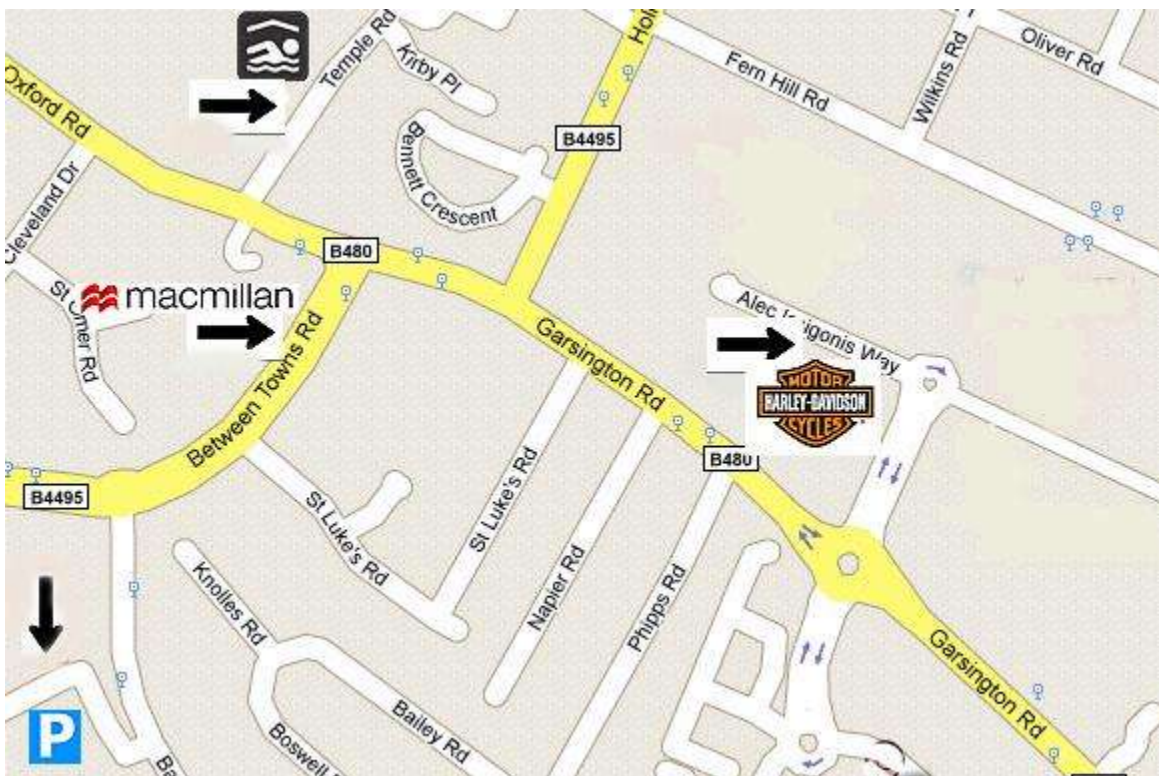 Oxford Rd
Temple Rd
Kirby Pl
Fern Hill Rd
Wilkins Rd
Oliver Rd
B4495
Bennett Crescent
Cleveland Dr
B480
macmillan
St Omer Rd
Between Towns Rd
Garsington Rd
Alec Issigonis Way
MOTOR
HARLEY-DAVIDSON
CYCLES
B480
B4495
St Luke's Rd
St Luke's Rd
Napier Rd
Phipps Rd
Knolles Rd
Bailey Rd
Boswell
Garsington Rd
P